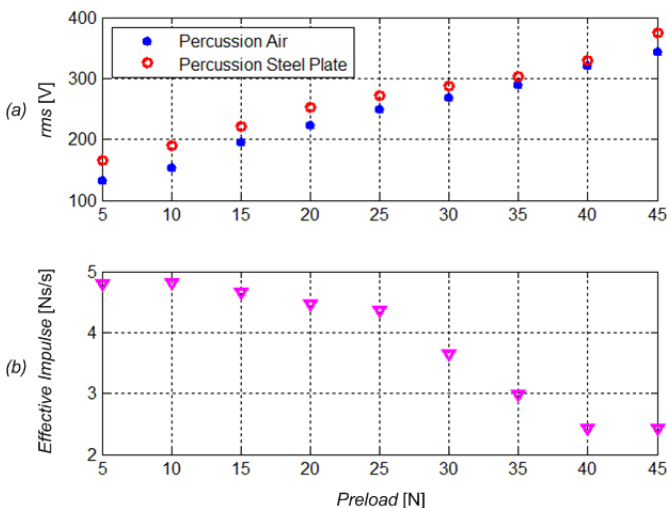 400
Percussion Air
Percussion Steel Plate
300
(a)
rms [V]
200
100
5 10 15 20 25 30 35 40 45
5
4
(b)
Effective Impulse [Ns/s]
3
2
5 10 15 20 25 30 35 40 45
Preload [N]